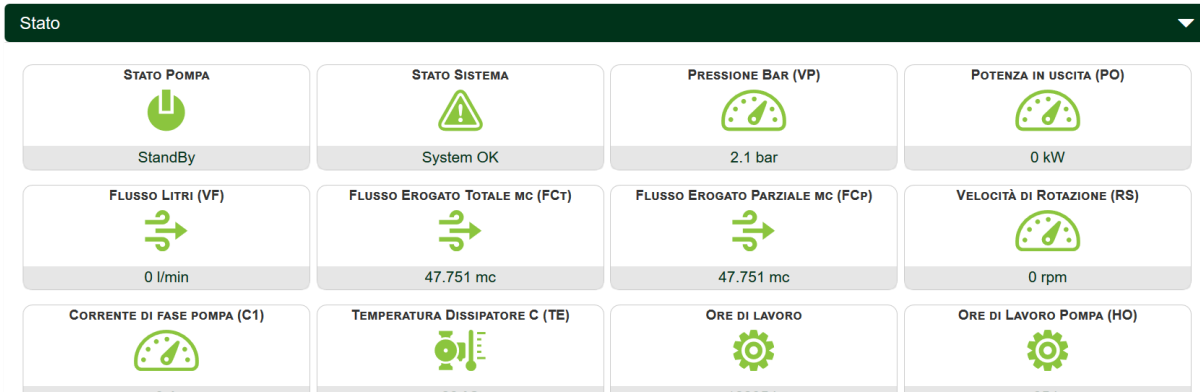 Stato
Stato Pompa
Stato Sistema
Pressione Bar (VP)
Potenza in uscita (PO)
StandBy
System OK
2.1 bar
0 kW
Flusso Litri (VF)
Flusso Erogato Totale mc (FCt)
Flusso Erogato Parziale mc (FCp)
Velocità di Rotazione (RS)
0 l/min
47.751 mc
47.751 mc
0 rpm
Corrente di fase pompa (C1)
Temperatura Dissipatore C (TE)
Ore di lavoro
Ore di Lavoro Pompa (HO)